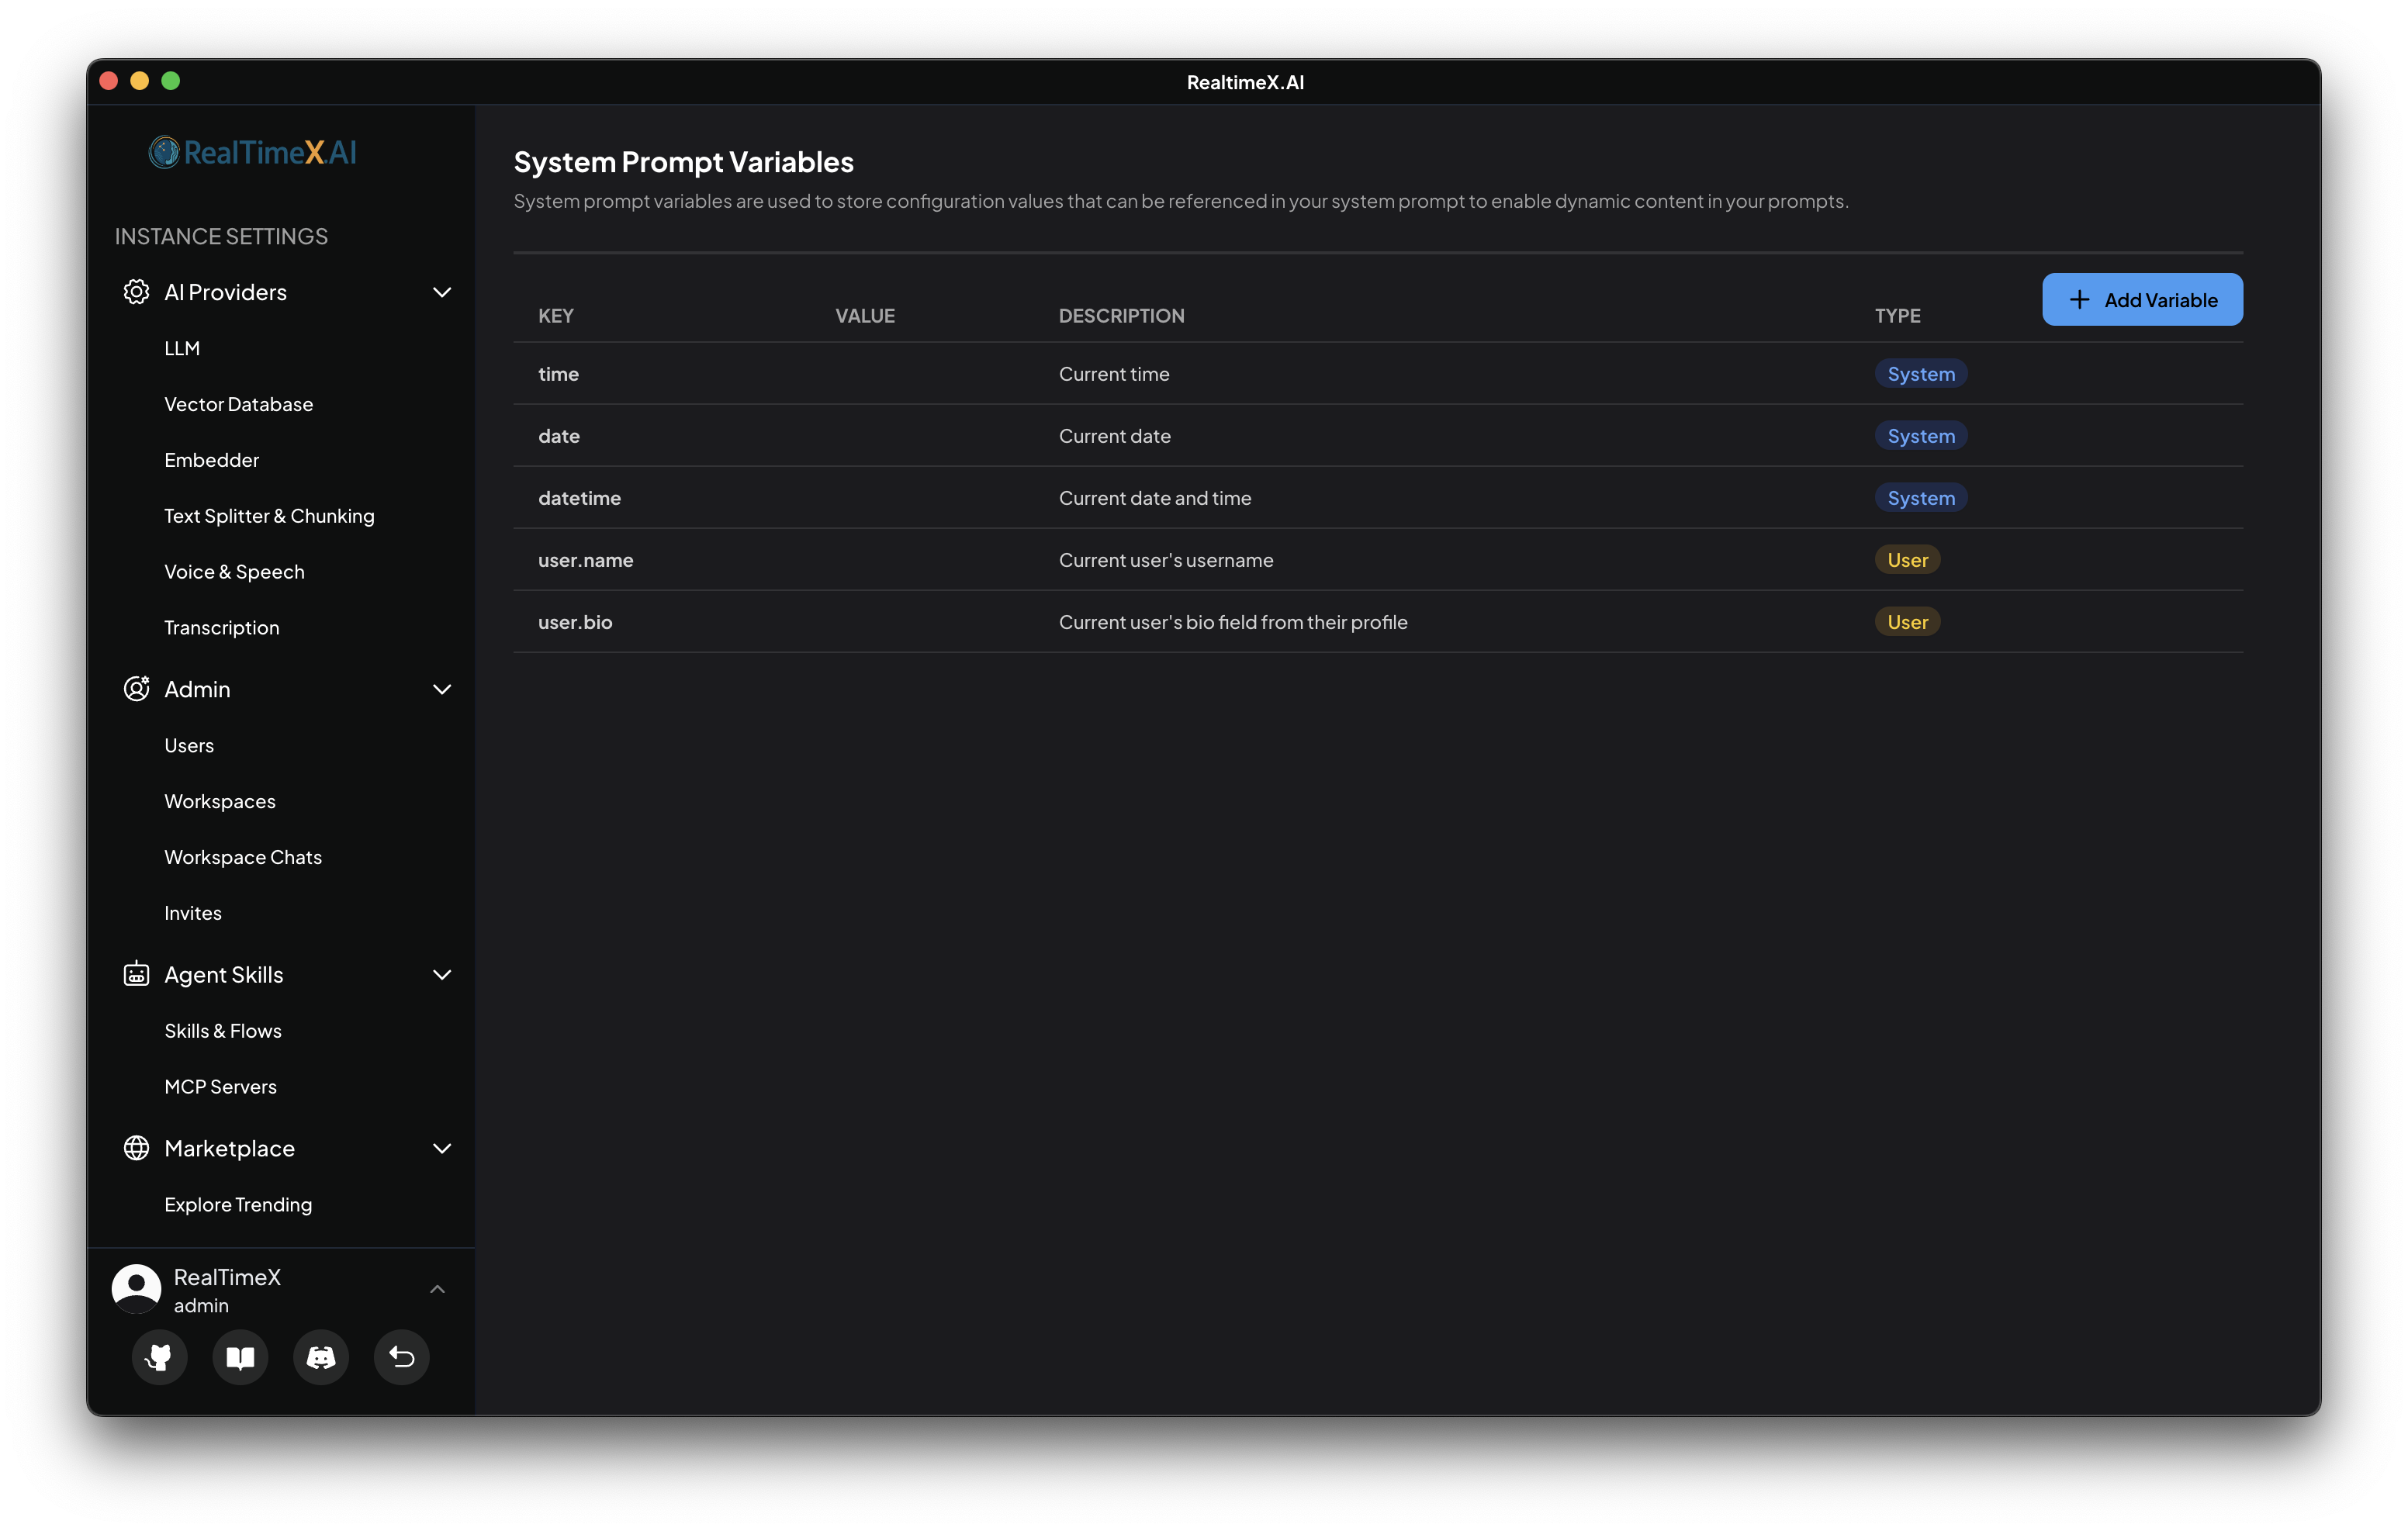 RealtimeX.AI
RealTimeX.AI
INSTANCE SETTINGS
AI Providers
LLM
Vector Database
Embedder
Text Splitter & Chunking
Voice & Speech
Transcription
Admin
Users
Workspaces
Workspace Chats
Invites
Agent Skills
Skills & Flows
MCP Servers
Marketplace
Explore Trending
RealTimeX
admin
System Prompt Variables
System prompt variables are used to store configuration values that can be referenced in your system prompt to enable dynamic content in your prompts.
Add Variable
KEY VALUE DESCRIPTION TYPE
time Current time System
date Current date System
datetime Current date and time System
user.name Current user's username User
user.bio Current user's bio field from their profile User